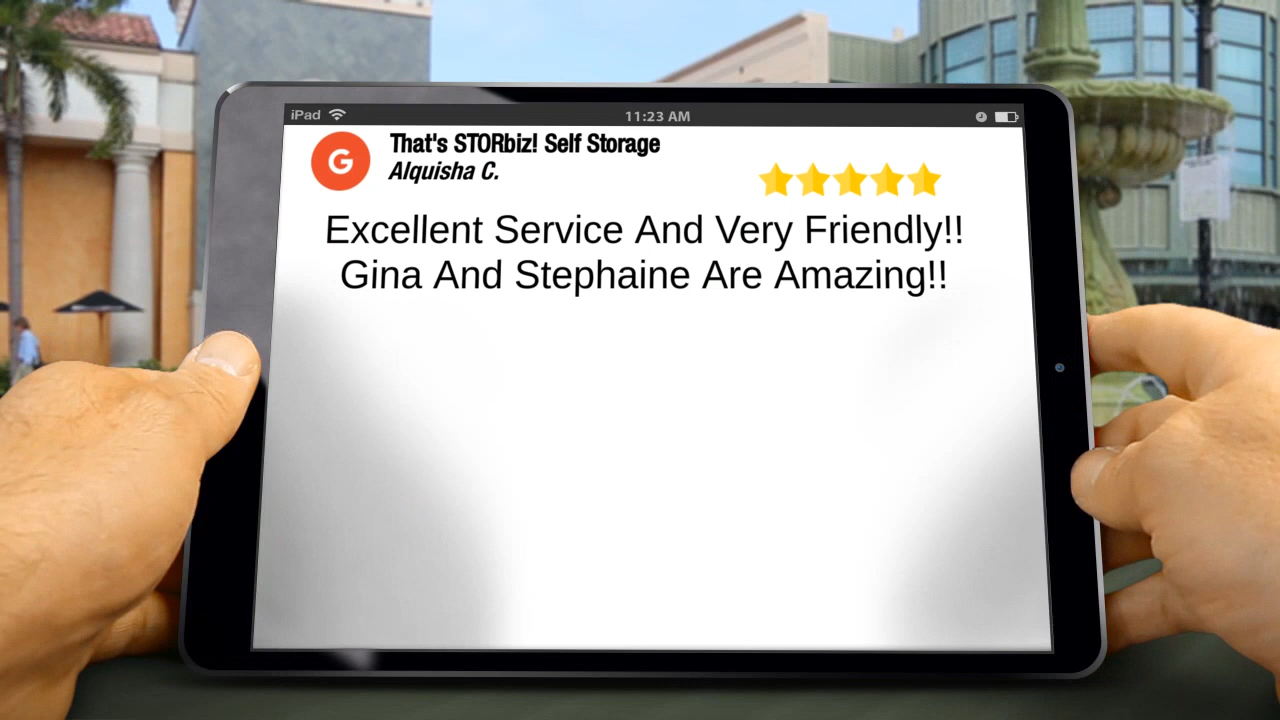 iPad 11:23 AM
G
That's STORbiz! Self Storage
Alquisha C.
Excellent Service And Very Friendly!!
Gina And Stephaine Are Amazing!!